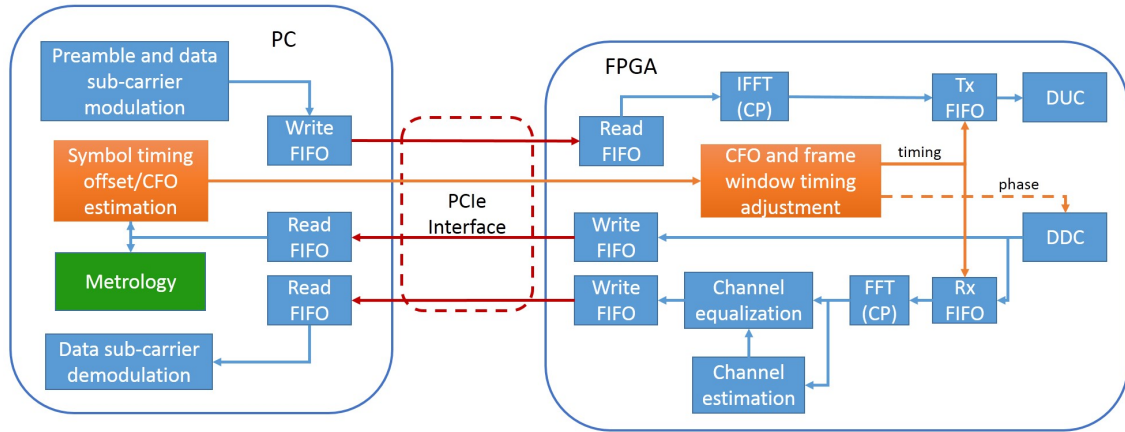 PC
Preamble and data
sub-carrier
modulation
Write
FIFO
Symbol timing
offset/CFO
estimation
Read
FIFO
Metrology
Read
FIFO
Data sub-carrier
demodulation
PCIe
Interface
FPGA
Read
FIFO
IFFT
(CP)
Tx
FIFO
DUC
CFO and frame
window timing
adjustment
timing
phase
Write
FIFO
DDC
Write
FIFO
Channel
equalization
FFT
(CP)
Rx
FIFO
Channel
estimation